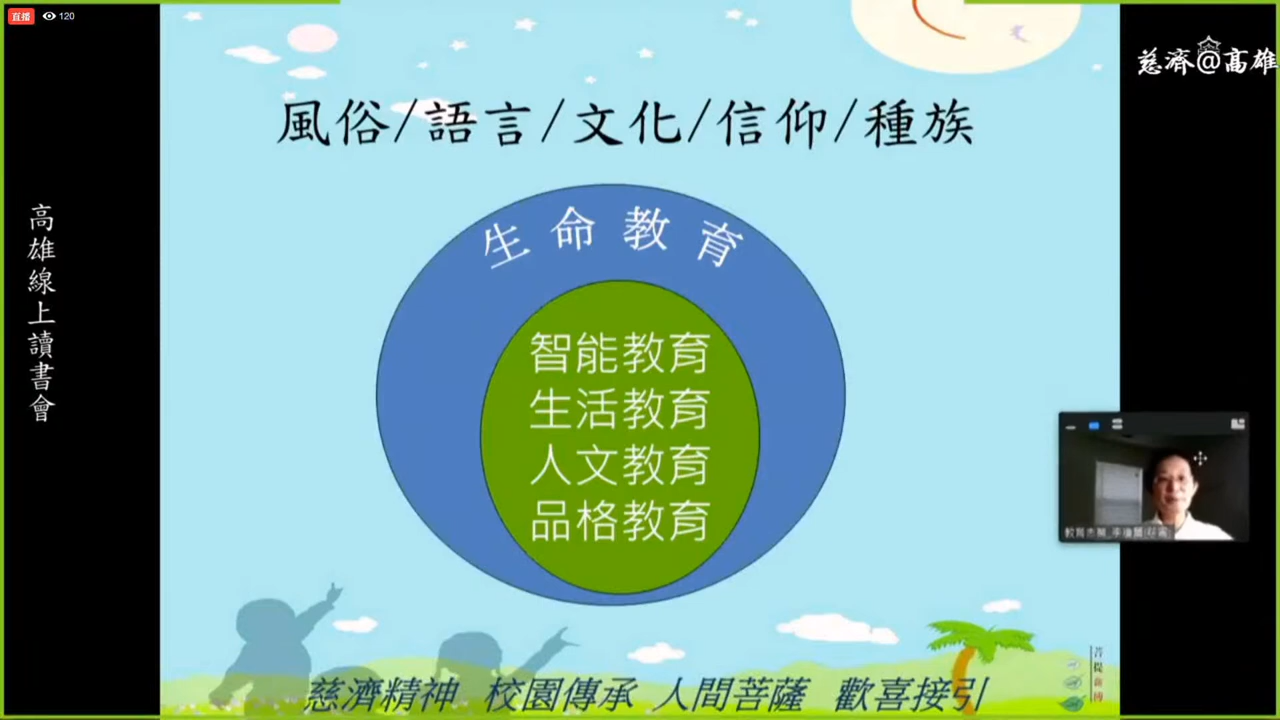 直播 120
慈濟@高雄
風俗/語言/文化/信仰/種族
高雄線上讀書會
生命教育
智能教育
生活教育
人文教育
品格教育
慈濟精神 校園傳承 人間菩薩 歡喜接引